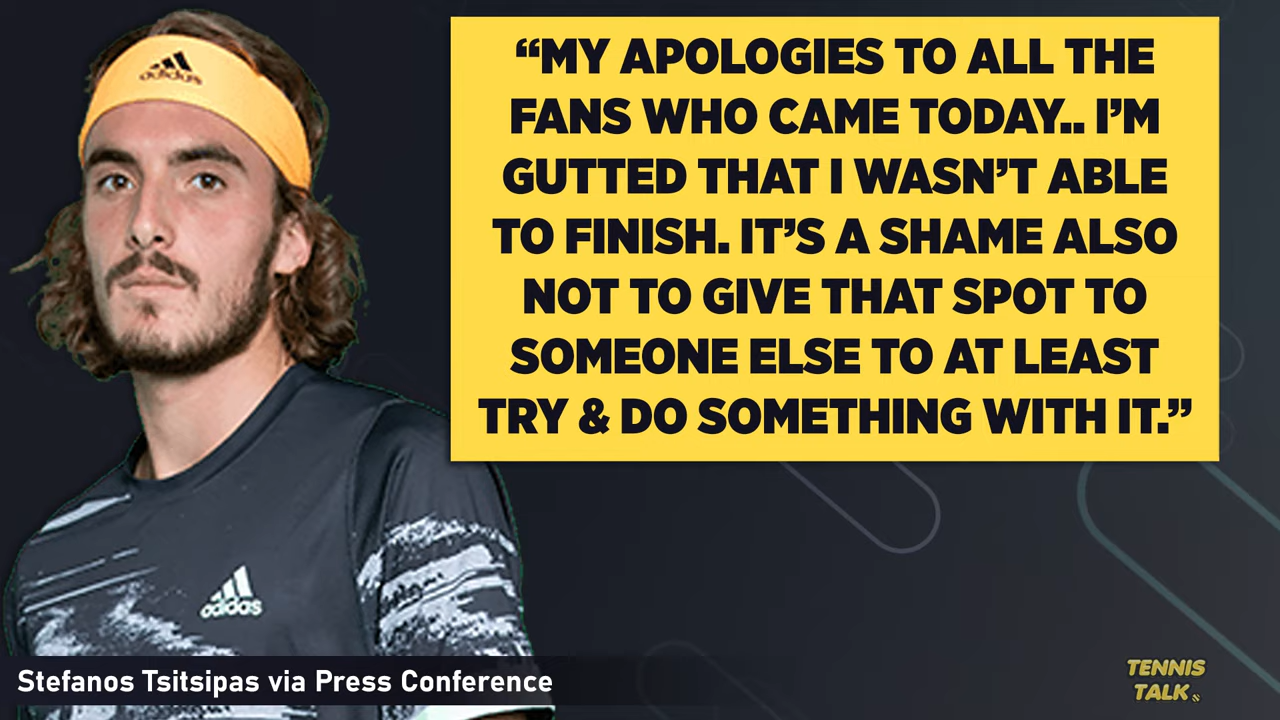 adidas
“MY APOLOGIES TO ALL THE
FANS WHO CAME TODAY.. I’M
GUTTED THAT I WASN’T ABLE
TO FINISH. IT’S A SHAME ALSO
NOT TO GIVE THAT SPOT TO
SOMEONE ELSE TO AT LEAST
TRY & DO SOMETHING WITH IT.”
adidas
Stefanos Tsitsipas via Press Conference
TENNIS
TALK